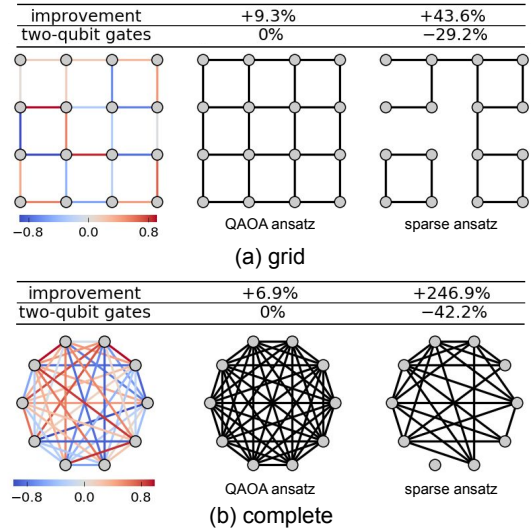 improvement +9.3% +43.6%
two-qubit gates 0% −29.2%
−0.8 0.0 0.8
QAOA ansatz sparse ansatz
(a) grid
improvement +6.9% +246.9%
two-qubit gates 0% −42.2%
−0.8 0.0 0.8
QAOA ansatz sparse ansatz
(b) complete